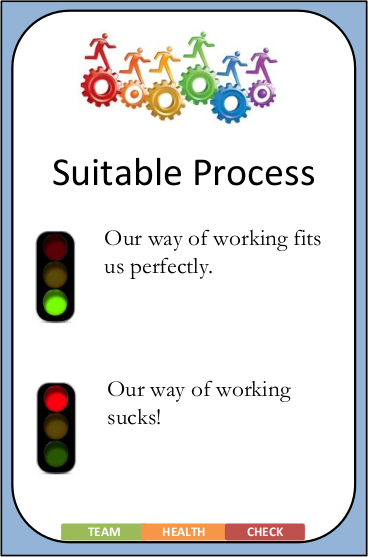 Suitable Process
Our way of working fits
us perfectly.
Our way of working
sucks!
TEAM HEALTH CHECK